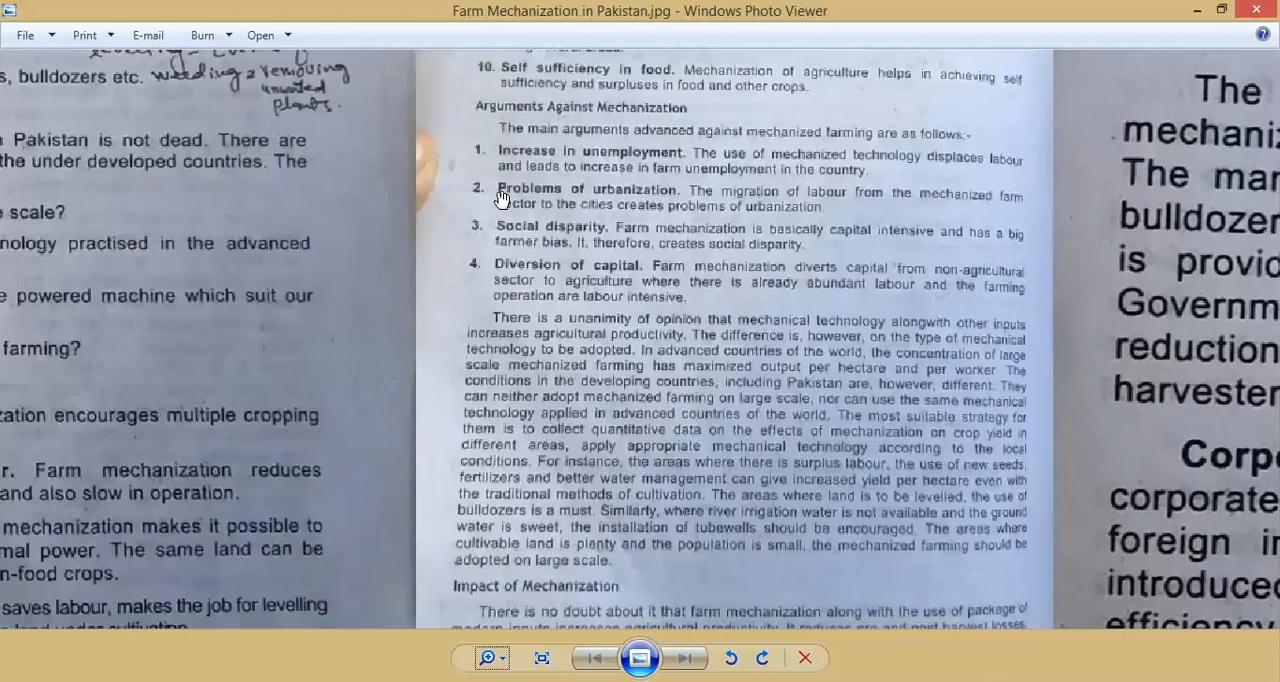 Farm Mechanization in Pakistan.jpg - Windows Photo Viewer
File Print E-mail Burn Open
s, bulldozers etc. weeding & removing
unwanted
plants.
Pakistan is not dead. There are
the under developed countries. The
scale?
nology practised in the advanced
powered machine which suit our
farming?
zation encourages multiple cropping
r. Farm mechanization reduces
and also slow in operation.
mechanization makes it possible to
mal power. The same land can be
n-food crops.
saves labour, makes the job for levelling
10. Self sufficiency in food. Mechanization of agriculture helps in achieving self
sufficiency and surpluses in food and other crops.
Arguments Against Mechanization
The main arguments advanced against mechanized farming are as follows:-
1. Increase in unemployment. The use of mechanized technology displaces labour
and leads to increase in farm unemployment in the country.
2. Problems of urbanization. The migration of labour from the mechanized farm
ector to the cities creates problems of urbanization.
3. Social disparity. Farm mechanization is basically capital intensive and has a big
farmer bias. It, therefore, creates social disparity.
4. Diversion of capital. Farm mechanization diverts capital from non-agricultural
sector to agriculture where there is already abundant labour and the farming
operation are labour intensive.
There is a unanimity of opinion that mechanical technology alongwith other inputs
increases agricultural productivity. The difference is, however, on the type of mechanical
technology to be adopted. In advanced countries of the world, the concentration of large
scale mechanized farming has maximized output per hectare and per worker The
conditions in the developing countries, including Pakistan are, however, different. They
can neither adopt mechanized farming on large scale, nor can use the same mechanical
technology applied in advanced countries of the world. The most suitable strategy for
them is to collect quantitative data on the effects of mechanization on crop yield in
different areas, apply appropriate mechanical technology according to the local
conditions. For instance, the areas where there is surplus labour, the use of new seeds,
fertilizers and better water management can give increased yield per hectare even with
the traditional methods of cultivation. The areas where land is to be levelled, the use of
bulldozers is a must. Similarly, where river irrigation water is not available and the ground
water is sweet, the installation of tubewells should be encouraged. The areas where
cultivable land is plenty and the population is small, the mechanized farming should be
adopted on large scale.
Impact of Mechanization
There is no doubt about it that farm mechanization along with the use of package of
The
mechaniz
The mar
bulldozer
is provid
Governm
reduction
harvester
Corp
corporate
foreign in
introduced
efficiency